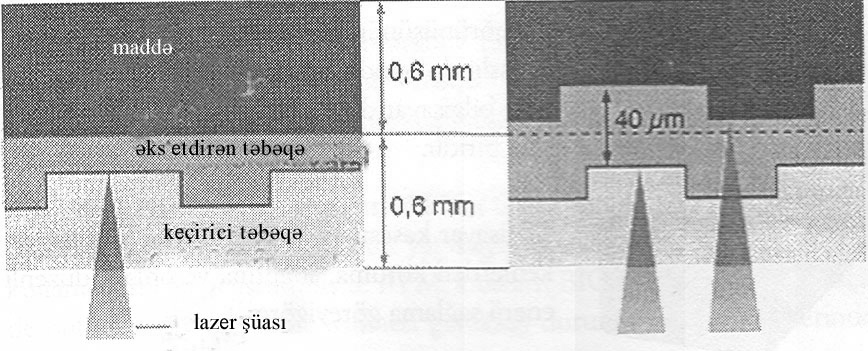 maddə
0,6 mm
40 µm
əks etdirən təbəqə
0,6 mm
keçirici təbəqə
lazer şüası